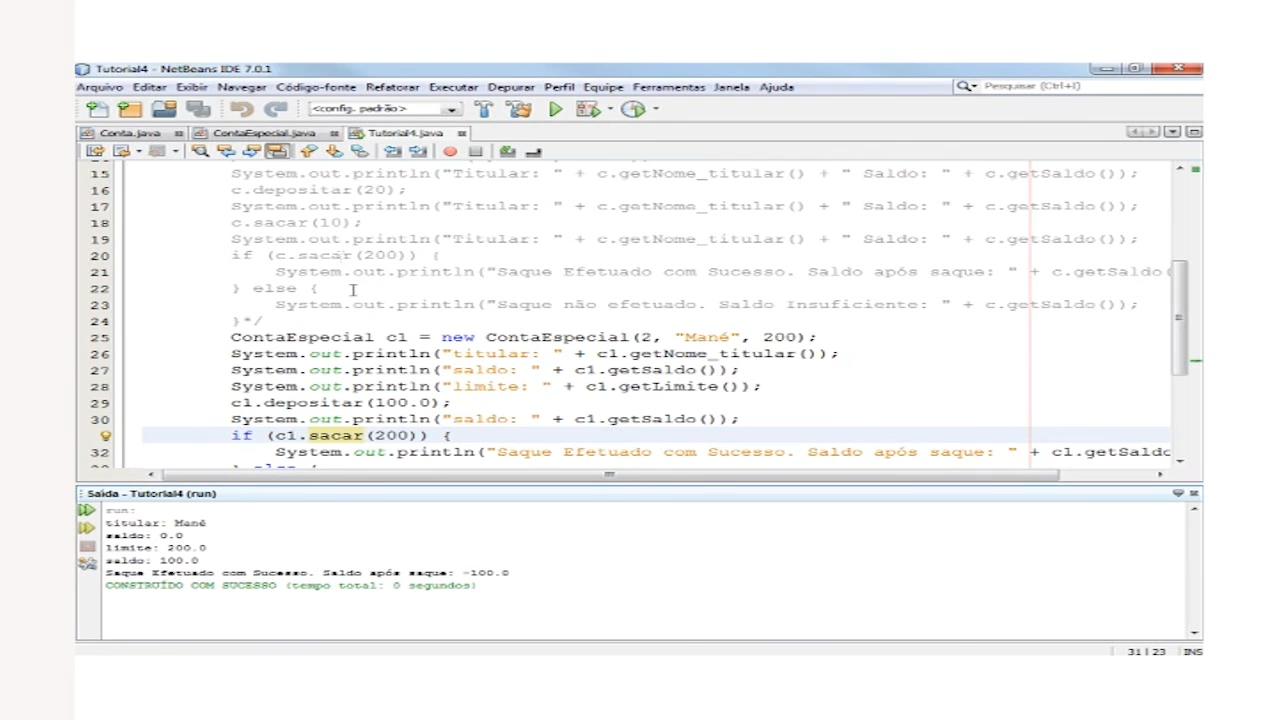 Tutorial4 - NetBeans IDE 7.0.1
Arquivo Editar Exibir Navegar Código-fonte Refatorar Executar Depurar Perfil Equipe Ferramentas Janela Ajuda
Pesquisar (Ctrl+I)
<config. padrão>
Conta.java ContaEspecial.java Tutorial4.java
15 System.out.println("Titular: " + c.getNome_titular() + " Saldo: " + c.getSaldo());
16 c.depositar(20);
17 System.out.println("Titular: " + c.getNome_titular() + " Saldo: " + c.getSaldo());
18 c.sacar(10);
19 System.out.println("Titular: " + c.getNome_titular() + " Saldo: " + c.getSaldo());
20 if (c.sacar(200)) {
21 System.out.println("Saque Efetuado com Sucesso. Saldo após saque: " + c.getSaldo(
22 } else {
23 System.out.println("Saque não efetuado. Saldo Insuficiente: " + c.getSaldo());
24 }*/
25 ContaEspecial c1 = new ContaEspecial(2, "Mané", 200);
26 System.out.println("titular: " + c1.getNome_titular());
27 System.out.println("saldo: " + c1.getSaldo());
28 System.out.println("limite: " + c1.getLimite());
29 c1.depositar(100.0);
30 System.out.println("saldo: " + c1.getSaldo());
if (c1.sacar(200)) {
32 System.out.println("Saque Efetuado com Sucesso. Saldo após saque: " + c1.getSaldo
} else {
Saída - Tutorial4 (run)
run:
titular: Mané
saldo: 0.0
limite: 200.0
saldo: 100.0
Saque Efetuado com Sucesso. Saldo após saque: -100.0
CONSTRUÍDO COM SUCESSO (tempo total: 0 segundos)
31 | 23 INS